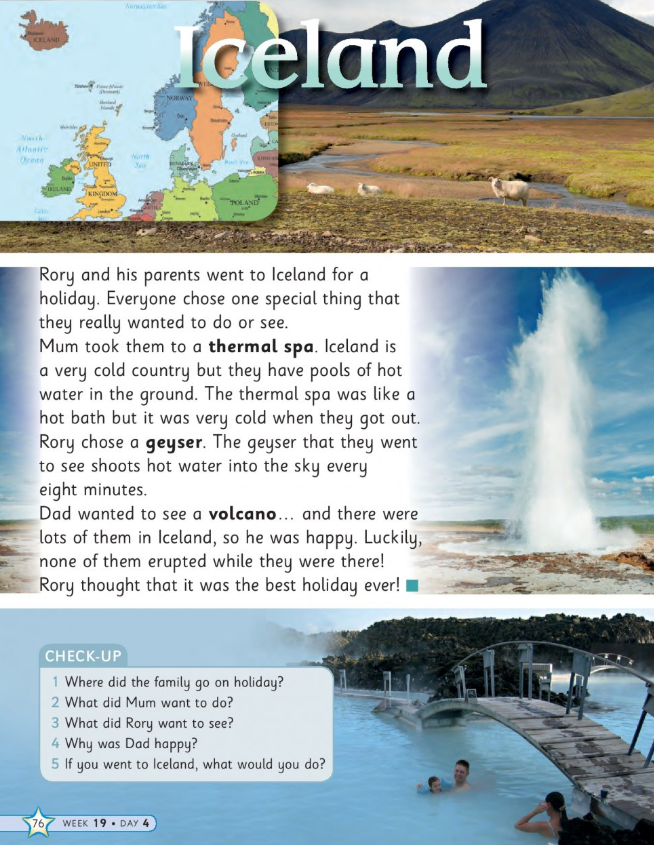 Iceland
Norwegian Sea
ICELAND
NORWAY
North
Atlantic
Ocean
North
Sea
UNITED
KINGDOM
IRELAND
DENMARK
POLAND
Rory and his parents went to Iceland for a
holiday. Everyone chose one special thing that
they really wanted to do or see.
Mum took them to a thermal spa. Iceland is
a very cold country but they have pools of hot
water in the ground. The thermal spa was like a
hot bath but it was very cold when they got out.
Rory chose a geyser. The geyser that they went
to see shoots hot water into the sky every
eight minutes.
Dad wanted to see a volcano... and there were
lots of them in Iceland, so he was happy. Luckily,
none of them erupted while they were there!
Rory thought that it was the best holiday ever!
CHECK-UP
1 Where did the family go on holiday?
2 What did Mum want to do?
3 What did Rory want to see?
4 Why was Dad happy?
5 If you went to Iceland, what would you do?
76 WEEK 19 • DAY 4